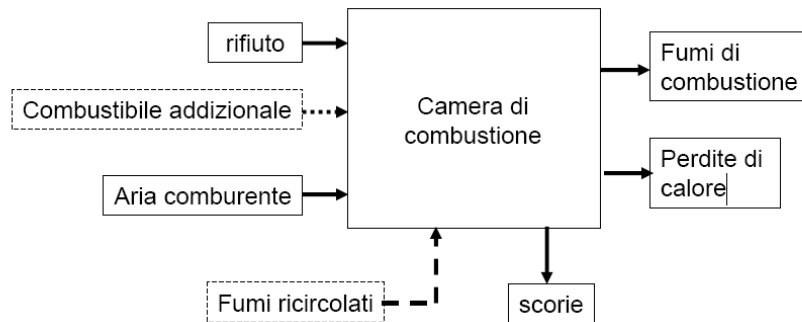 rifiuto
Combustibile addizionale
Aria comburente
Fumi ricircolati
Camera di
combustione
Fumi di
combustione
Perdite di
calore
scorie